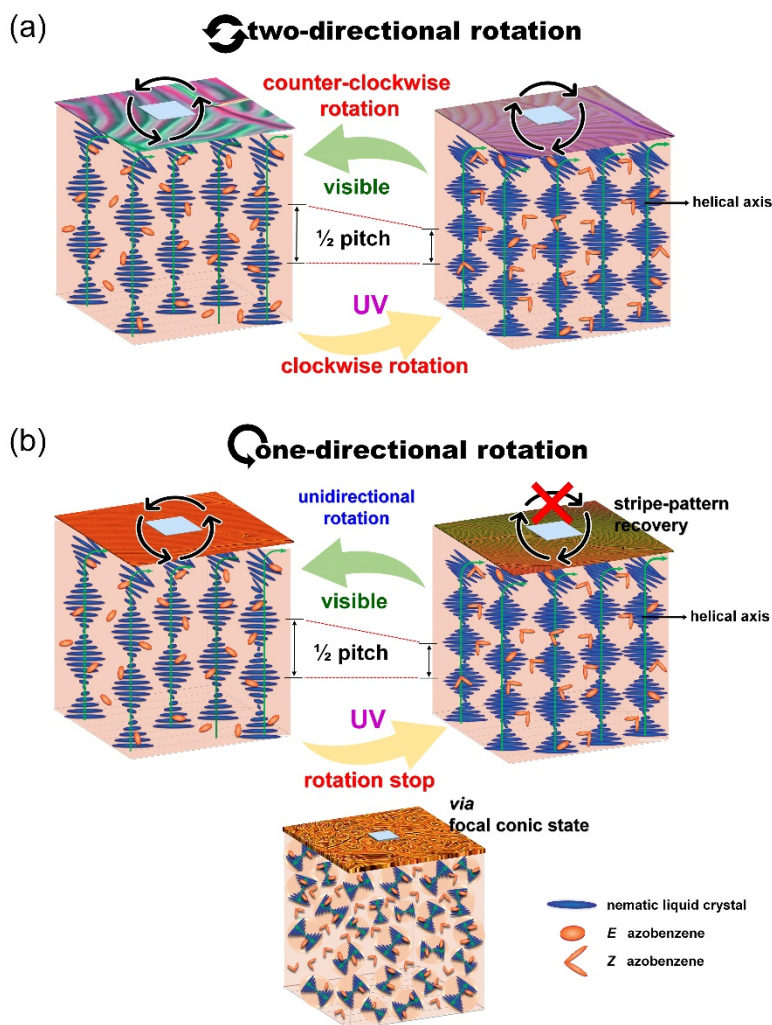 (a)
two-directional rotation
counter-clockwise
rotation
visible
helical axis
½ pitch
UV
clockwise rotation
(b)
one-directional rotation
unidirectional
rotation
stripe-pattern
recovery
visible
helical axis
½ pitch
UV
rotation stop
via
focal conic state
nematic liquid crystal
E azobenzene
Z azobenzene